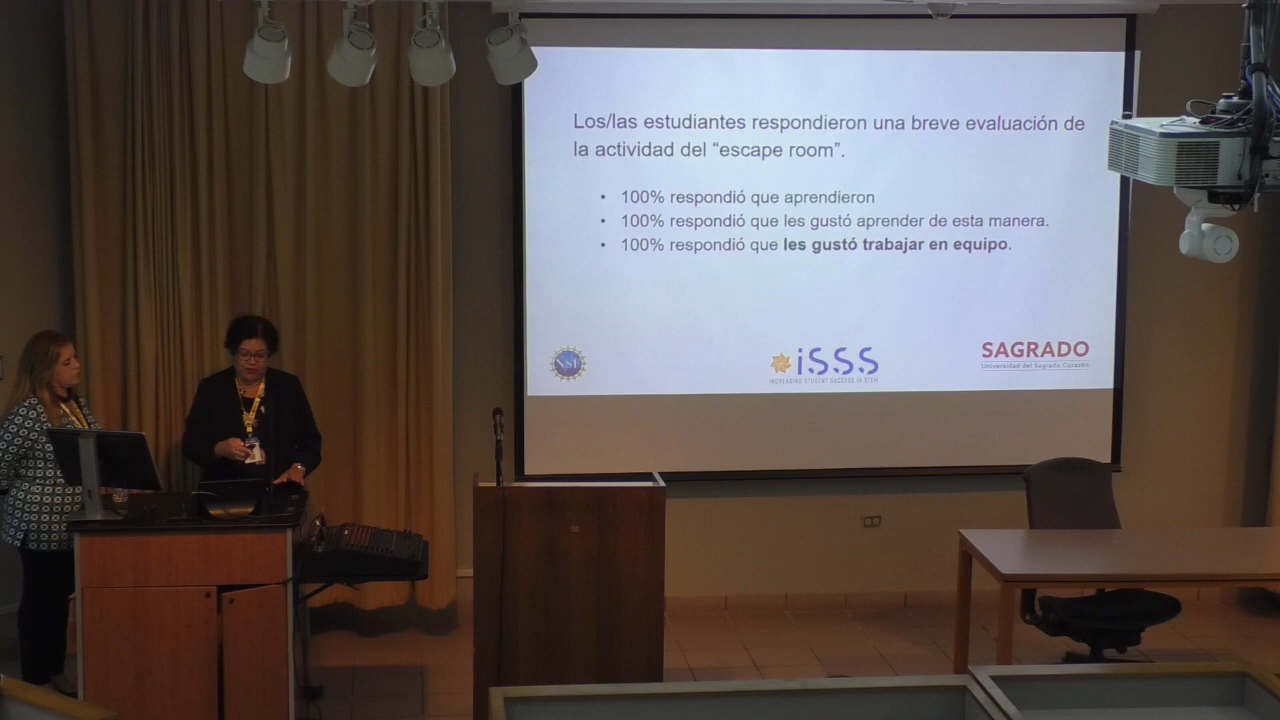 Los/las estudiantes respondieron una breve evaluación de
la actividad del “escape room”.
• 100% respondió que aprendieron
• 100% respondió que les gustó aprender de esta manera.
• 100% respondió que les gustó trabajar en equipo.
NSF
iSSS
INCREASING STUDENT SUCCESS IN STEM
SAGRADO
Universidad del Sagrado Corazón